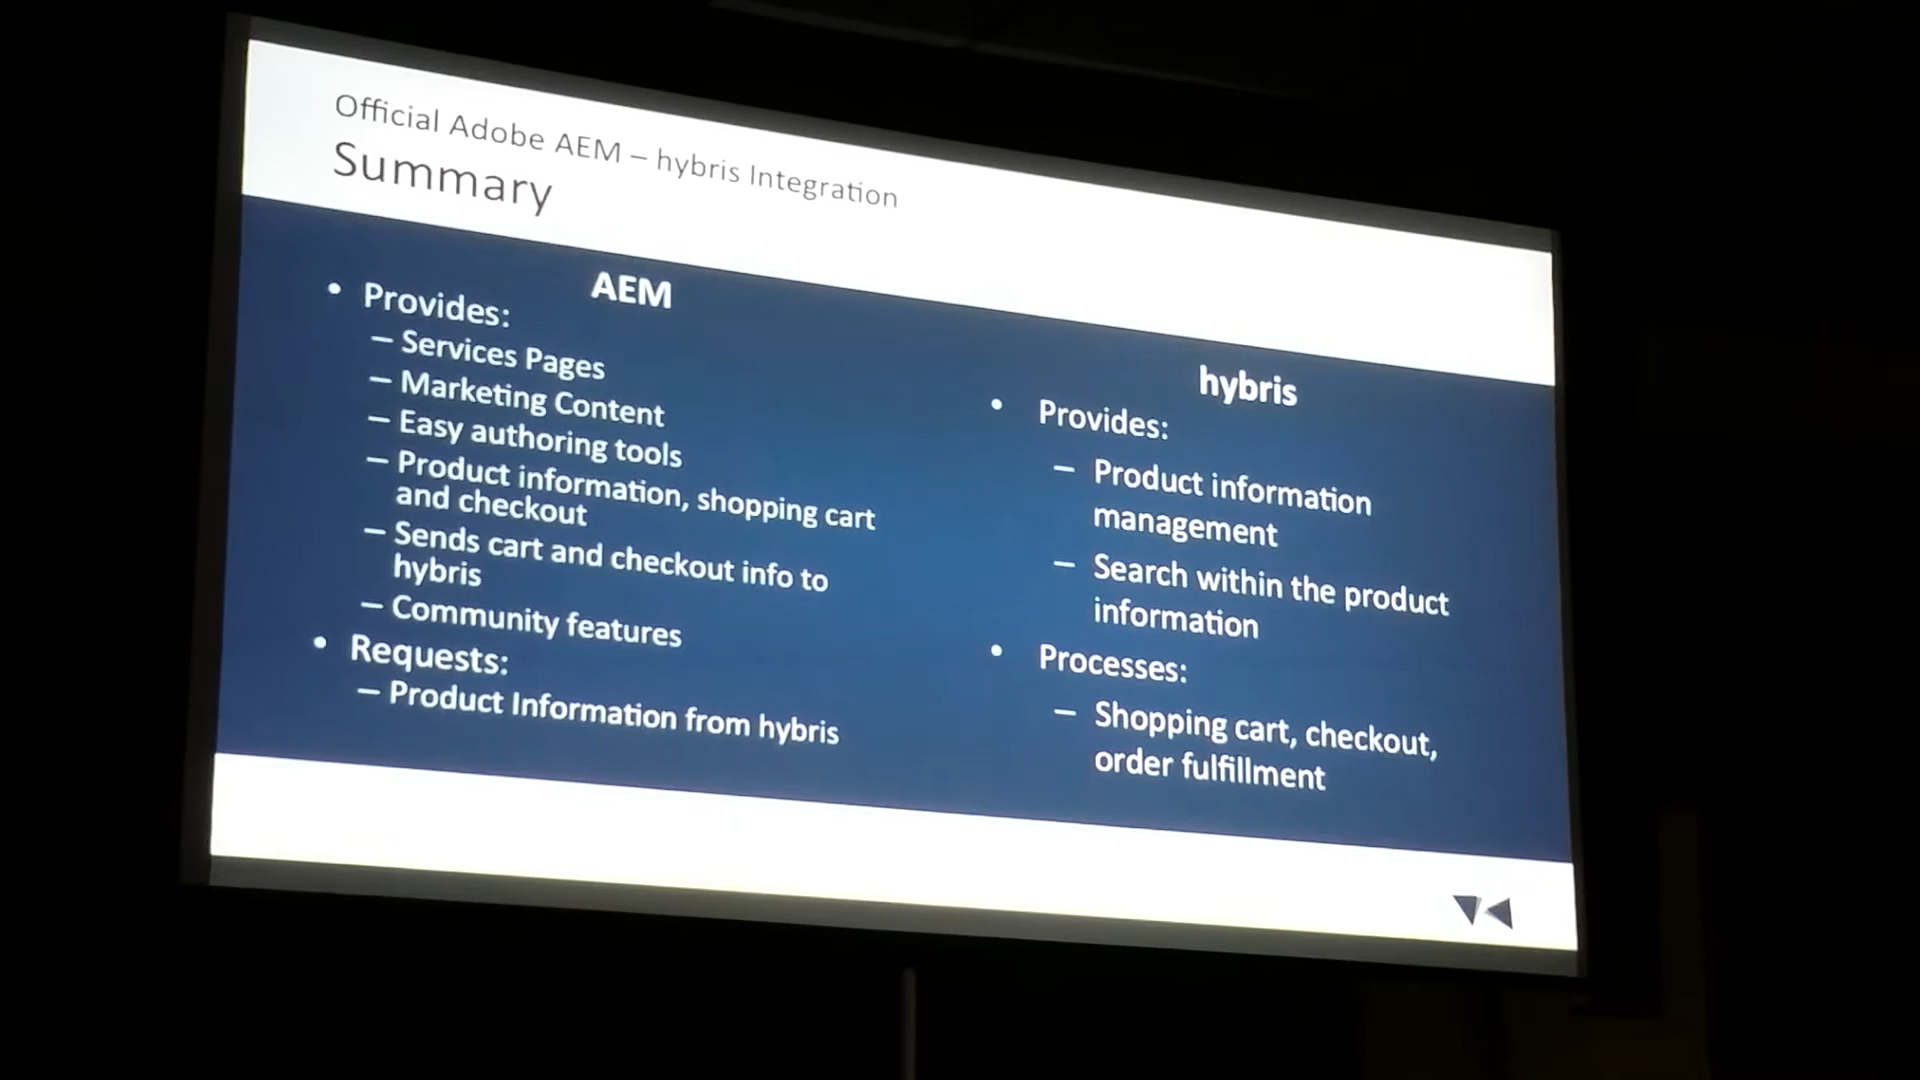 Official Adobe AEM – hybris Integration
Summary
AEM
• Provides:
– Services Pages
– Marketing Content
– Easy authoring tools
– Product information, shopping cart
and checkout
– Sends cart and checkout info to
hybris
– Community features
• Requests:
– Product Information from hybris
hybris
• Provides:
– Product information
management
– Search within the product
information
• Processes:
– Shopping cart, checkout,
order fulfillment